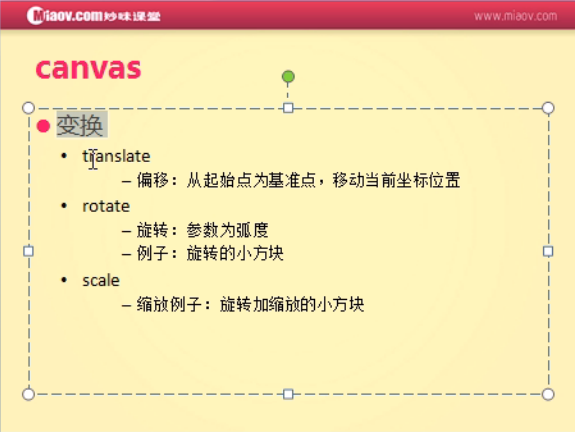 Miaov.com妙味课堂
www.miaov.com
canvas
● 变换
• translate
– 偏移：从起始点为基准点，移动当前坐标位置
• rotate
– 旋转：参数为弧度
– 例子：旋转的小方块
• scale
– 缩放例子：旋转加缩放的小方块